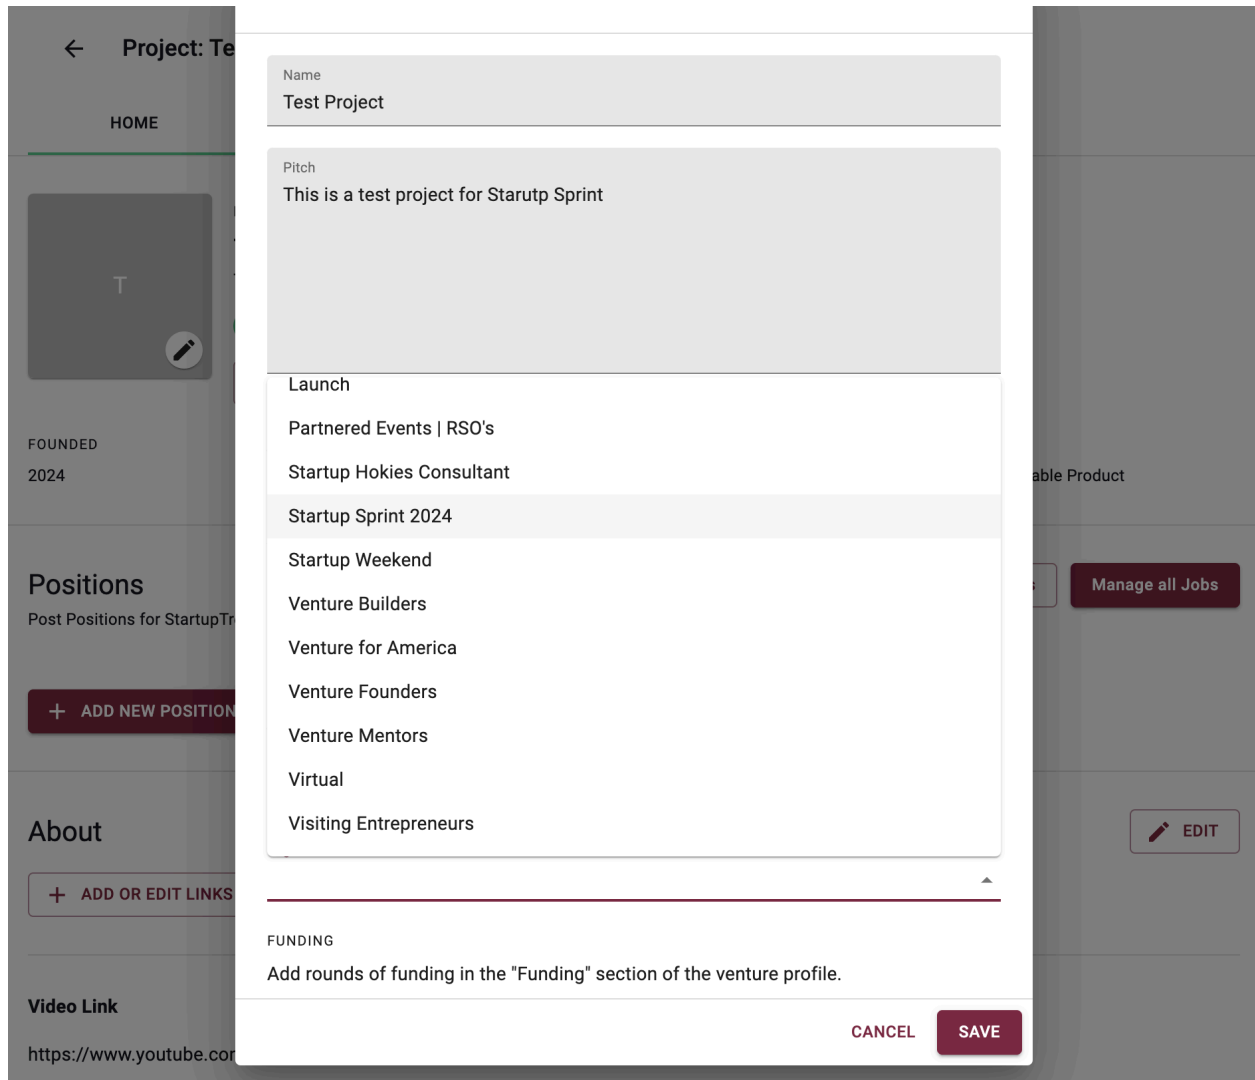 Project: Te
HOME
Name
Test Project
Pitch
This is a test project for Starutp Sprint
T
Launch
Partnered Events | RSO's
FOUNDED
Startup Hokies Consultant
2024
able Product
Startup Sprint 2024
Startup Weekend
Positions
Manage all Jobs
Venture Builders
Post Positions for StartupTr
Venture for America
Venture Founders
ADD NEW POSITION
Venture Mentors
Virtual
Visiting Entrepreneurs
About
EDIT
ADD OR EDIT LINKS
FUNDING
Add rounds of funding in the "Funding" section of the venture profile.
Video Link
CANCEL
SAVE
https://www.youtube.cor